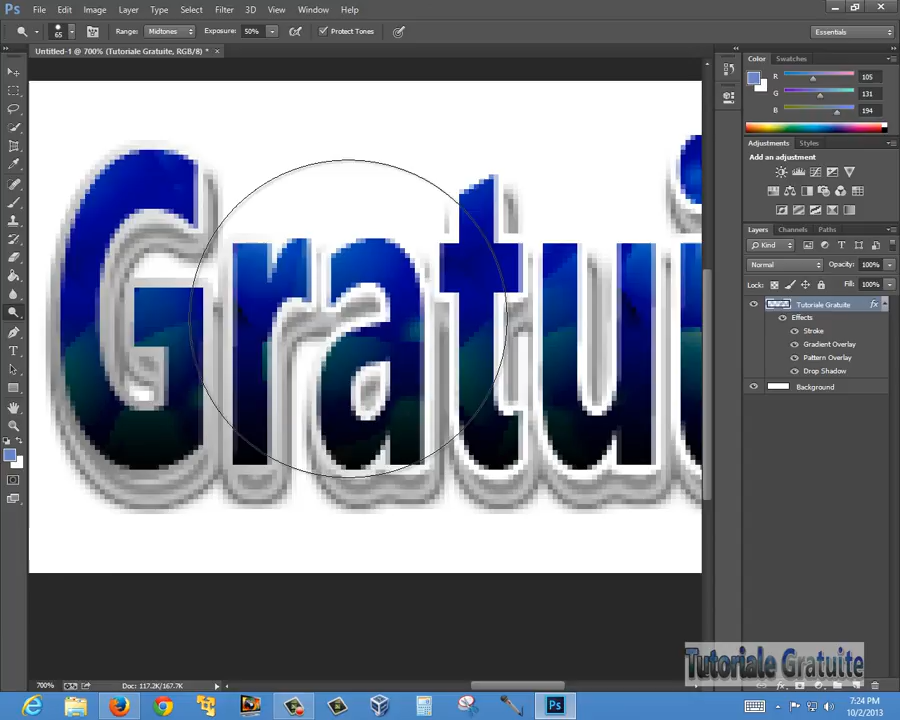 Ps File Edit Image Layer Type Select Filter 3D View Window Help
65 Range: Midtones Exposure: 50% Protect Tones Essentials
Untitled-1 @ 700% (Tutoriale Gratuite, RGB/8) * ×
Color Swatches
R 105
G 131
B 194
Adjustments Styles
Add an adjustment
Layers Channels Paths
Kind
Normal Opacity: 100%
Lock: Fill: 100%
Tutoriale Gratuite fx
Effects
Stroke
Gradient Overlay
Pattern Overlay
Drop Shadow
Background
Gratui
Tutoriale Gratuite
700% Doc: 117.2K/167.7K
Ps
7:24 PM
10/2/2013